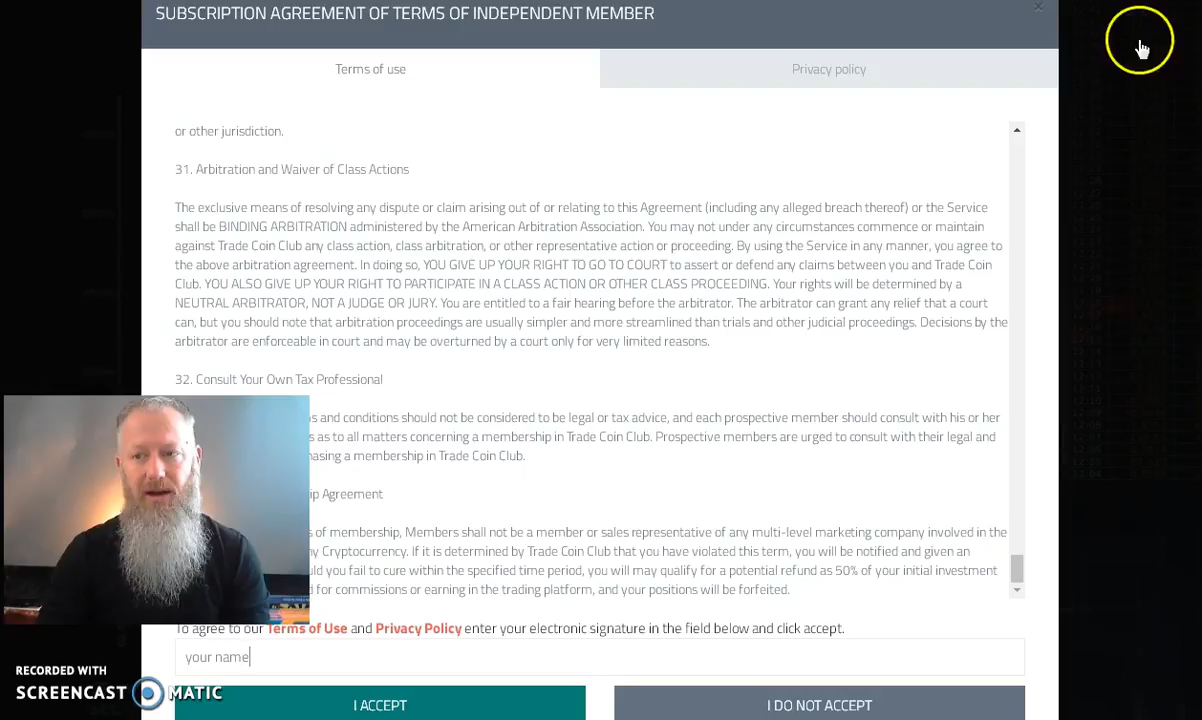 SUBSCRIPTION AGREEMENT OF TERMS OF INDEPENDENT MEMBER
Terms of use
Privacy policy
or other jurisdiction.
31. Arbitration and Waiver of Class Actions
The exclusive means of resolving any dispute or claim arising out of or relating to this Agreement (including any alleged breach thereof) or the Service
shall be BINDING ARBITRATION administered by the American Arbitration Association. You may not under any circumstances commence or maintain
against Trade Coin Club any class action, class arbitration, or other representative action or proceeding. By using the Service in any manner, you agree to
the above arbitration agreement. In doing so, YOU GIVE UP YOUR RIGHT TO GO TO COURT to assert or defend any claims between you and Trade Coin
Club. YOU ALSO GIVE UP YOUR RIGHT TO PARTICIPATE IN A CLASS ACTION OR OTHER CLASS PROCEEDING. Your rights will be determined by a
NEUTRAL ARBITRATOR, NOT A JUDGE OR JURY. You are entitled to a fair hearing before the arbitrator. The arbitrator can grant any relief that a court
can, but you should note that arbitration proceedings are usually simpler and more streamlined than trials and other judicial proceedings. Decisions by the
arbitrator are enforceable in court and may be overturned by a court only for very limited reasons.
32. Consult Your Own Tax Professional
and conditions should not be considered to be legal or tax advice, and each prospective member should consult with his or her
as to all matters concerning a membership in Trade Coin Club. Prospective members are urged to consult with their legal and
a membership in Trade Coin Club.
Agreement
of membership, Members shall not be a member or sales representative of any multi-level marketing company involved in the
Cryptocurrency. If it is determined by Trade Coin Club that you have violated this term, you will be notified and given an
you fail to cure within the specified time period, you will may qualify for a potential refund as 50% of your initial investment
for commissions or earning in the trading platform, and your positions will be forfeited.
To agree to our Terms of Use and Privacy Policy enter your electronic signature in the field below and click accept.
your name
I ACCEPT
I DO NOT ACCEPT
RECORDED WITH
SCREENCAST MATIC